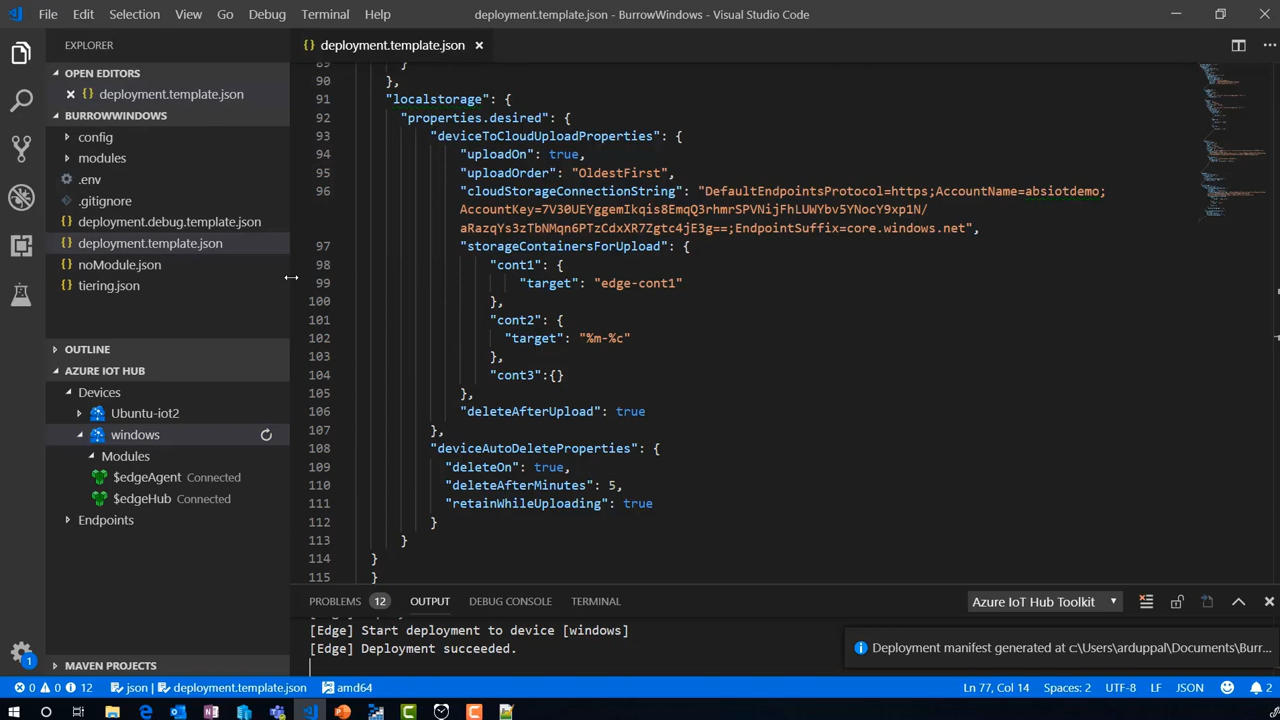 File Edit Selection View Go Debug Terminal Help deployment.template.json - BurrowWindows - Visual Studio Code
EXPLORER
{} deployment.template.json ×
OPEN EDITORS
× {} deployment.template.json
BURROWWINDOWS
config
modules
.env
.gitignore
{} deployment.debug.template.json
{} deployment.template.json
{} noModule.json
{} tiering.json
OUTLINE
AZURE IOT HUB
Devices
Ubuntu-iot2
windows
Modules
$edgeAgent Connected
$edgeHub Connected
Endpoints
MAVEN PROJECTS
89 }
90 },
91 "localstorage": {
92 "properties.desired": {
93 "deviceToCloudUploadProperties": {
94 "uploadOn": true,
95 "uploadOrder": "OldestFirst",
96 "cloudStorageConnectionString": "DefaultEndpointsProtocol=https;AccountName=absiotdemo;
AccountKey=7V30UEYggemIkqis8EmqQ3rhmrSPVNijFhLUWYbv5YNocY9xp1N/
aRazqYs3zTbNMqn6PTzCdxXR7Zgtc4jE3g==;EndpointSuffix=core.windows.net",
97 "storageContainersForUpload": {
98 "cont1": {
99 "target": "edge-cont1"
100 },
101 "cont2": {
102 "target": "%m-%c"
103 },
104 "cont3":{}
105 },
106 "deleteAfterUpload": true
107 },
108 "deviceAutoDeleteProperties": {
109 "deleteOn": true,
110 "deleteAfterMinutes": 5,
111 "retainWhileUploading": true
112 }
113 }
114 }
115 }
PROBLEMS 12 OUTPUT DEBUG CONSOLE TERMINAL Azure IoT Hub Toolkit
[Edge] Start deployment to device [windows]
[Edge] Deployment succeeded.
Deployment manifest generated at c:\Users\arduppal\Documents\Burr...
1
0 0 12 json deployment.template.json amd64 Ln 77, Col 14 Spaces: 2 UTF-8 LF JSON 2